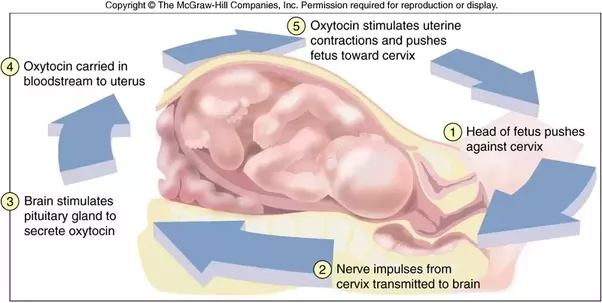 Copyright © The McGraw-Hill Companies, Inc. Permission required for reproduction or display.
5 Oxytocin stimulates uterine
contractions and pushes
fetus toward cervix
4 Oxytocin carried in
bloodstream to uterus
1 Head of fetus pushes
against cervix
3 Brain stimulates
pituitary gland to
secrete oxytocin
2 Nerve impulses from
cervix transmitted to brain